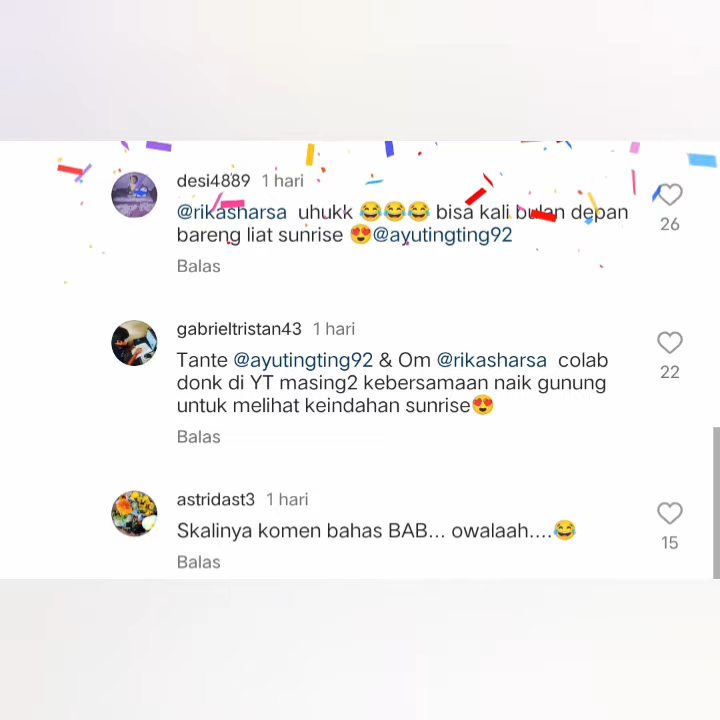 desi4889 1 hari
@rikasharsa uhukk 😂😂😂 bisa kali bulan depan
bareng liat sunrise 😍@ayutingting92
26
Balas
gabrieltristan43 1 hari
Tante @ayutingting92 & Om @rikasharsa colab
donk di YT masing2 kebersamaan naik gunung
untuk melihat keindahan sunrise😍
22
Balas
astridast3 1 hari
Skalinya komen bahas BAB... owalaah....😂
15
Balas